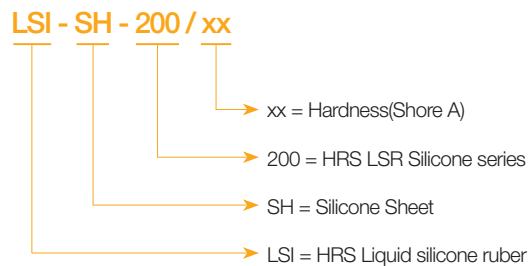 LSI - SH - 200 / xx
xx = Hardness(Shore A)
200 = HRS LSR Silicone series
SH = Silicone Sheet
LSI = HRS Liquid silicone ruber